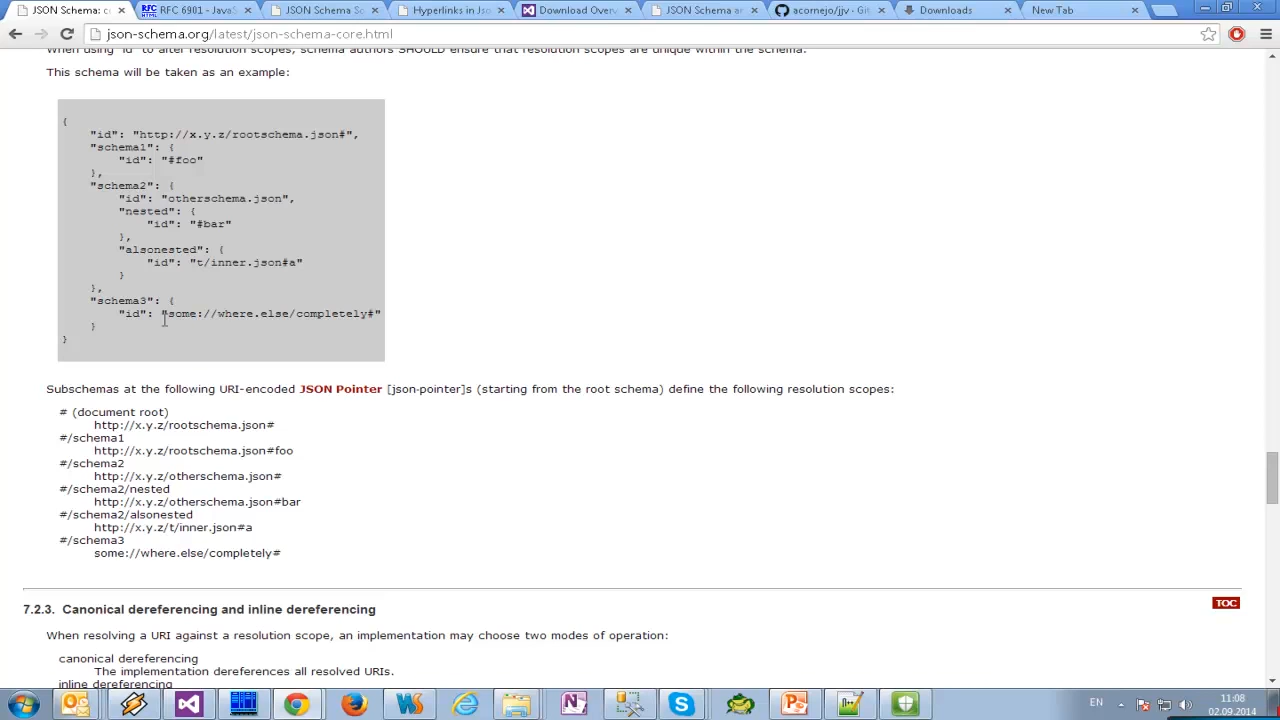 JSON Schema: c
RFC 6901 - JavaS
JSON Schema So
Hyperlinks in Jso
Download Over
JSON Schema ar
acornejo/jjv · Git
Downloads
New Tab
json-schema.org/latest/json-schema-core.html
When using "id" to alter resolution scopes, schema authors SHOULD ensure that resolution scopes are unique within the schema.
This schema will be taken as an example:
{
"id": "http://x.y.z/rootschema.json#",
"schema1": {
"id": "#foo"
},
"schema2": {
"id": "otherschema.json",
"nested": {
"id": "#bar"
},
"alsonested": {
"id": "t/inner.json#a"
}
},
"schema3": {
"id": "some://where.else/completely#"
}
}
Subschemas at the following URI-encoded JSON Pointer [json-pointer]s (starting from the root schema) define the following resolution scopes:
# (document root)
http://x.y.z/rootschema.json#
#/schema1
http://x.y.z/rootschema.json#foo
#/schema2
http://x.y.z/otherschema.json#
#/schema2/nested
http://x.y.z/otherschema.json#bar
#/schema2/alsonested
http://x.y.z/t/inner.json#a
#/schema3
some://where.else/completely#
TOC
7.2.3. Canonical dereferencing and inline dereferencing
When resolving a URI against a resolution scope, an implementation may choose two modes of operation:
canonical dereferencing
The implementation dereferences all resolved URIs.
inline dereferencing
EN
11:08
02.09.2014